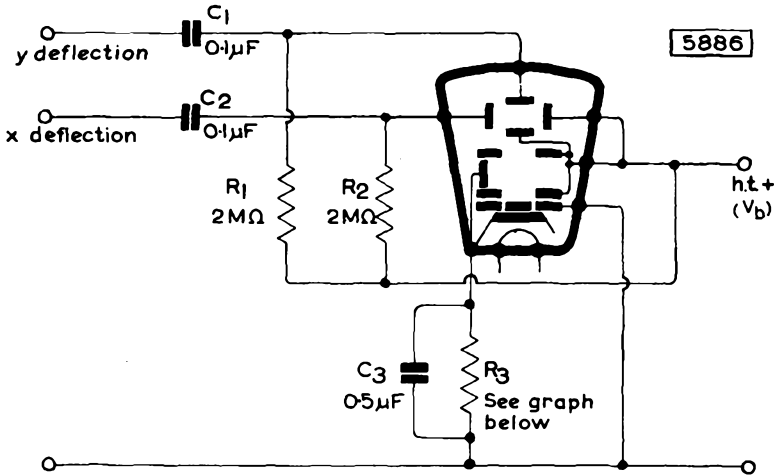 C1
0·1µF
y deflection
5886
C2
0·1µF
x deflection
h.t.+
(Vb)
R1
2MΩ
R2
2MΩ
C3
0·5µF
R3
See graph
below